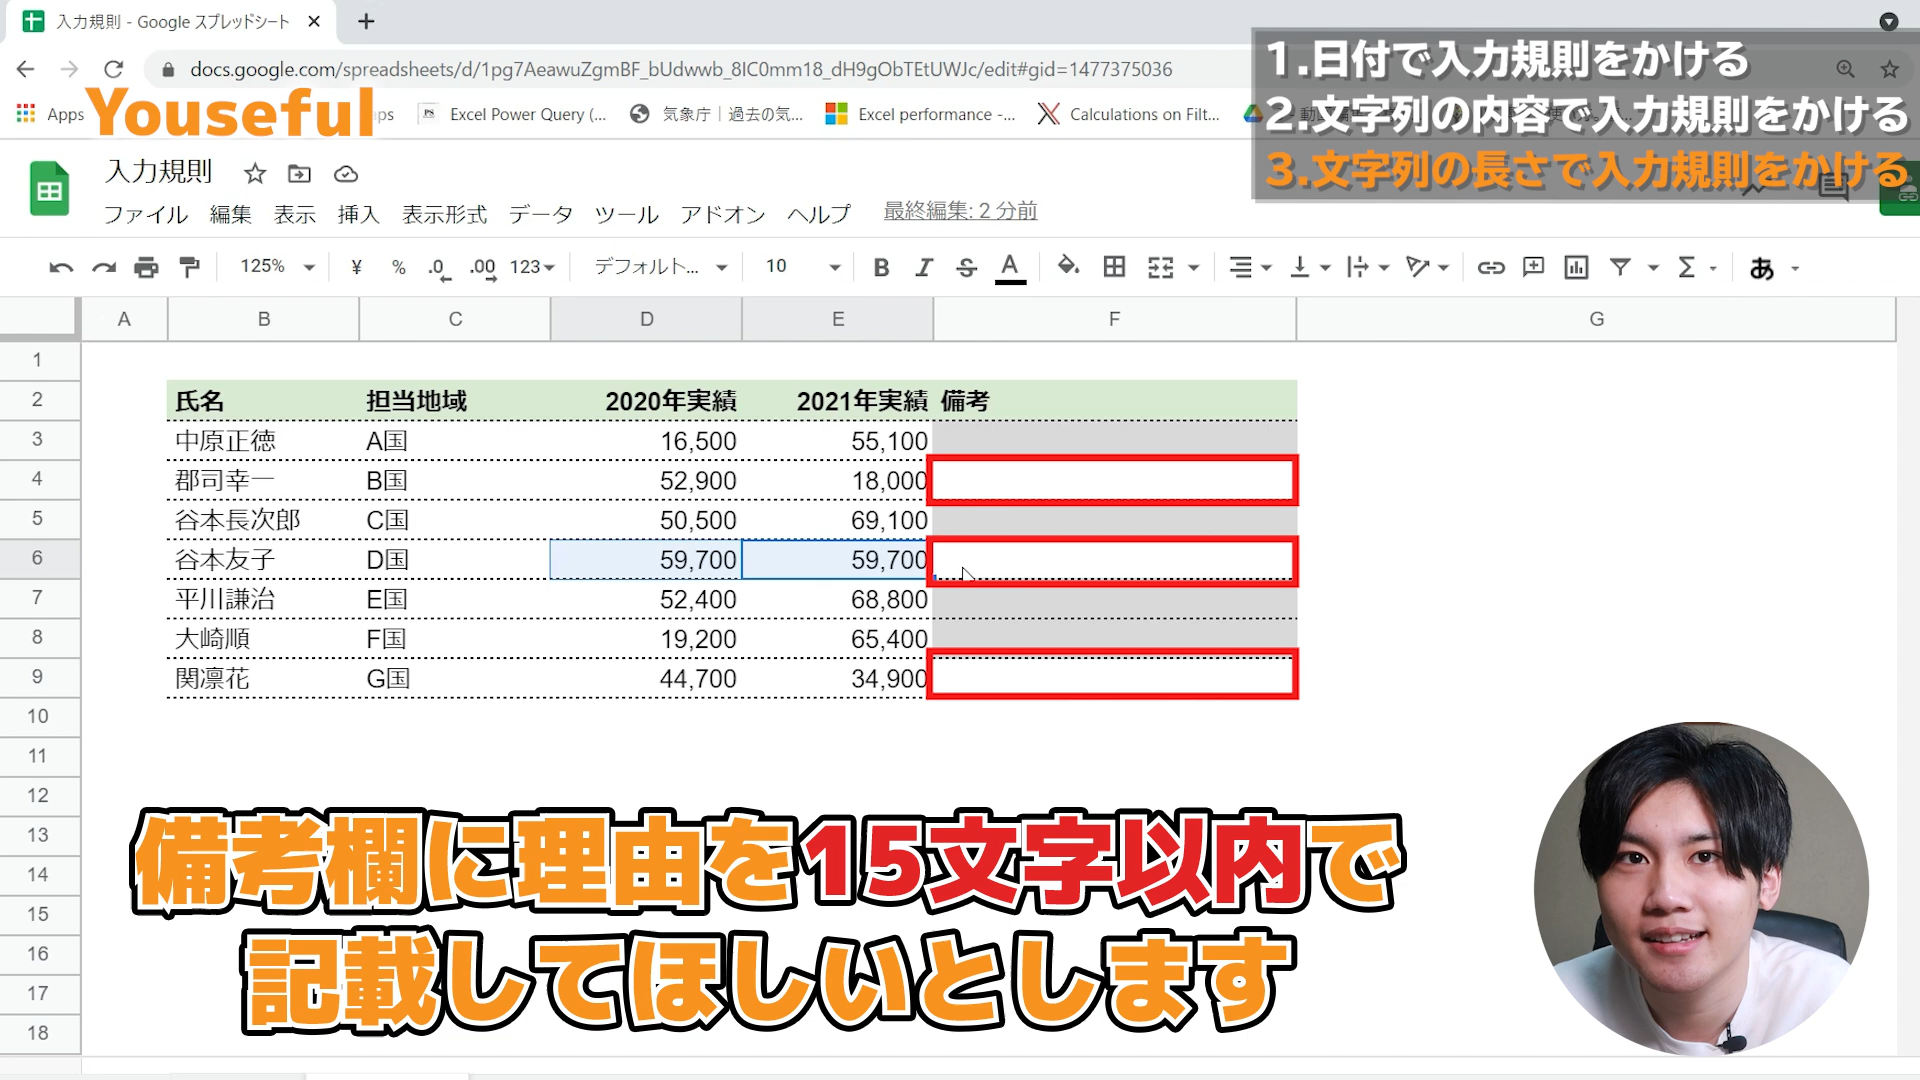 入力規則 - Google スプレッドシート
docs.google.com/spreadsheets/d/1pg7AeawuZgmBF_bUdwwb_8IC0mm18_dH9gObTEtUWJc/edit#gid=1477375036
Apps
Youseful
ps
Excel Power Query (...
気象庁｜過去の気...
Excel performance -...
Calculations on Filt...
1.日付で入力規則をかける
2.文字列の内容で入力規則をかける
3.文字列の長さで入力規則をかける
入力規則
ファイル 編集 表示 挿入 表示形式 データ ツール アドオン ヘルプ 最終編集: 2 分前
125% ¥ % .0 .00 123 デフォルト... 10 B I S A Σ あ
A B C D E F G
1
2 氏名 担当地域 2020年実績 2021年実績 備考
3 中原正徳 A国 16,500 55,100
4 郡司幸一 B国 52,900 18,000
5 谷本長次郎 C国 50,500 69,100
6 谷本友子 D国 59,700 59,700
7 平川謙治 E国 52,400 68,800
8 大崎順 F国 19,200 65,400
9 関凛花 G国 44,700 34,900
10
11
12
13
14
15
16
17
18
備考欄に理由を15文字以内で
記載してほしいとします